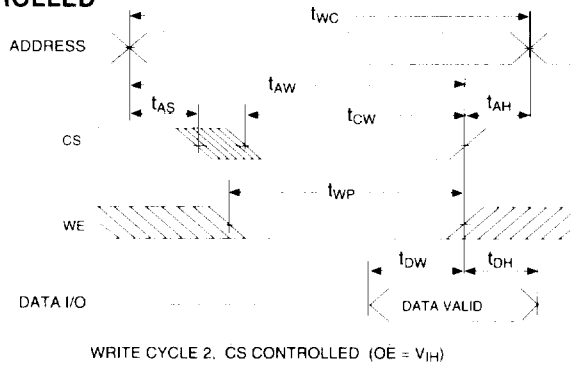 tWC
ADDRESS
tAW
tAS
tCW
tAH
CS
tWP
WE
tDW
tDH
DATA I/O
DATA VALID
WRITE CYCLE 2, CS CONTROLLED (OE = VIH)